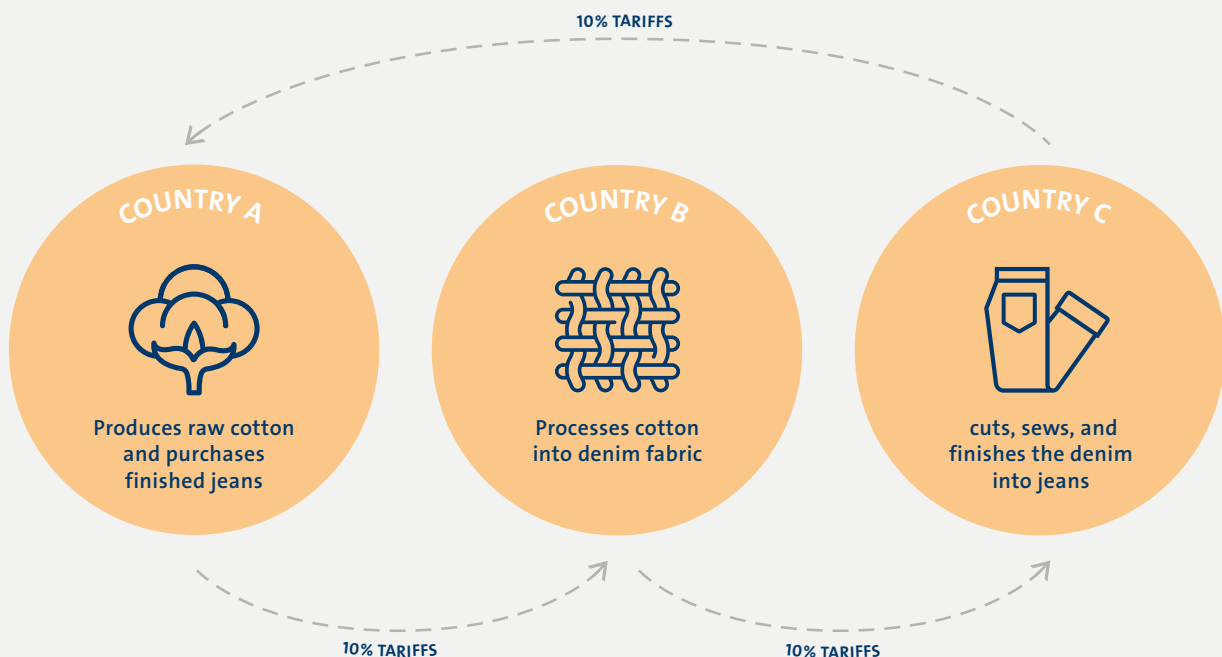 10% TARIFFS
COUNTRY A
Produces raw cotton
and purchases
finished jeans
COUNTRY B
Processes cotton
into denim fabric
COUNTRY C
cuts, sews, and
finishes the denim
into jeans
10% TARIFFS
10% TARIFFS